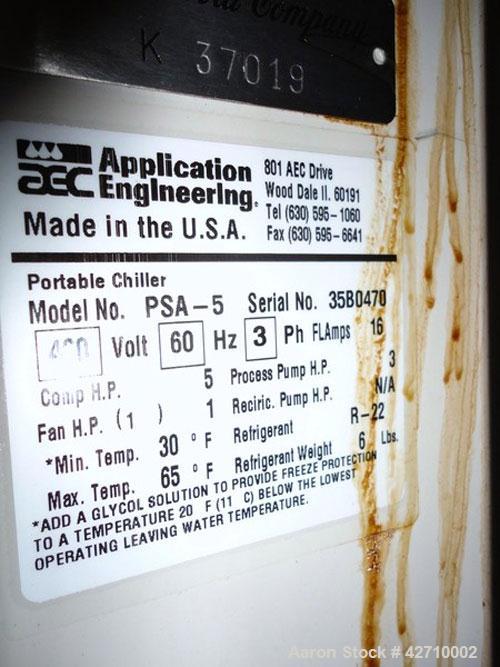 Company
K 37019
AEC Application Engineering.
801 AEC Drive
Wood Dale Il. 60191
Tel (630) 595-1060
Fax (630) 595-6641
Made in the U.S.A.
Portable Chiller
Model No. PSA-5 Serial No. 35B0470
Volt 60 Hz 3 Ph FLAmps 16
Comp H.P. 5 Process Pump H.P. 3
Fan H.P. (1 ) 1 Reciric. Pump H.P. N/A
*Min. Temp. 30 °F Refrigerant R-22
Max. Temp. 65 °F Refrigerant Weight 6 Lbs.
*ADD A GLYCOL SOLUTION TO PROVIDE FREEZE PROTECTION
TO A TEMPERATURE 20 F (11 C) BELOW THE LOWEST
OPERATING LEAVING WATER TEMPERATURE.
Aaron Stock # 42710002